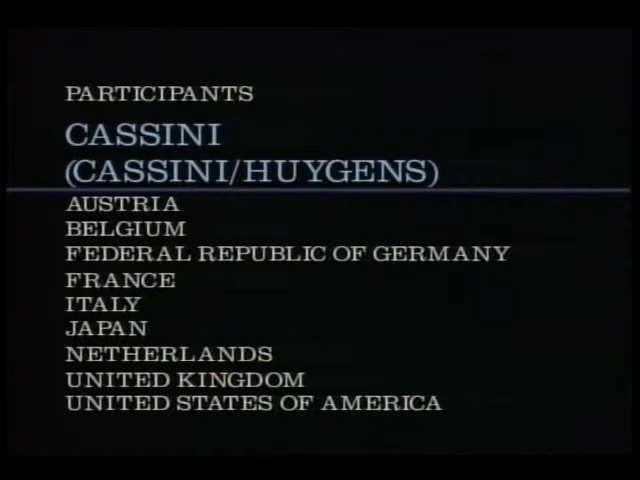 PARTICIPANTS
CASSINI
(CASSINI/HUYGENS)
AUSTRIA
BELGIUM
FEDERAL REPUBLIC OF GERMANY
FRANCE
ITALY
JAPAN
NETHERLANDS
UNITED KINGDOM
UNITED STATES OF AMERICA